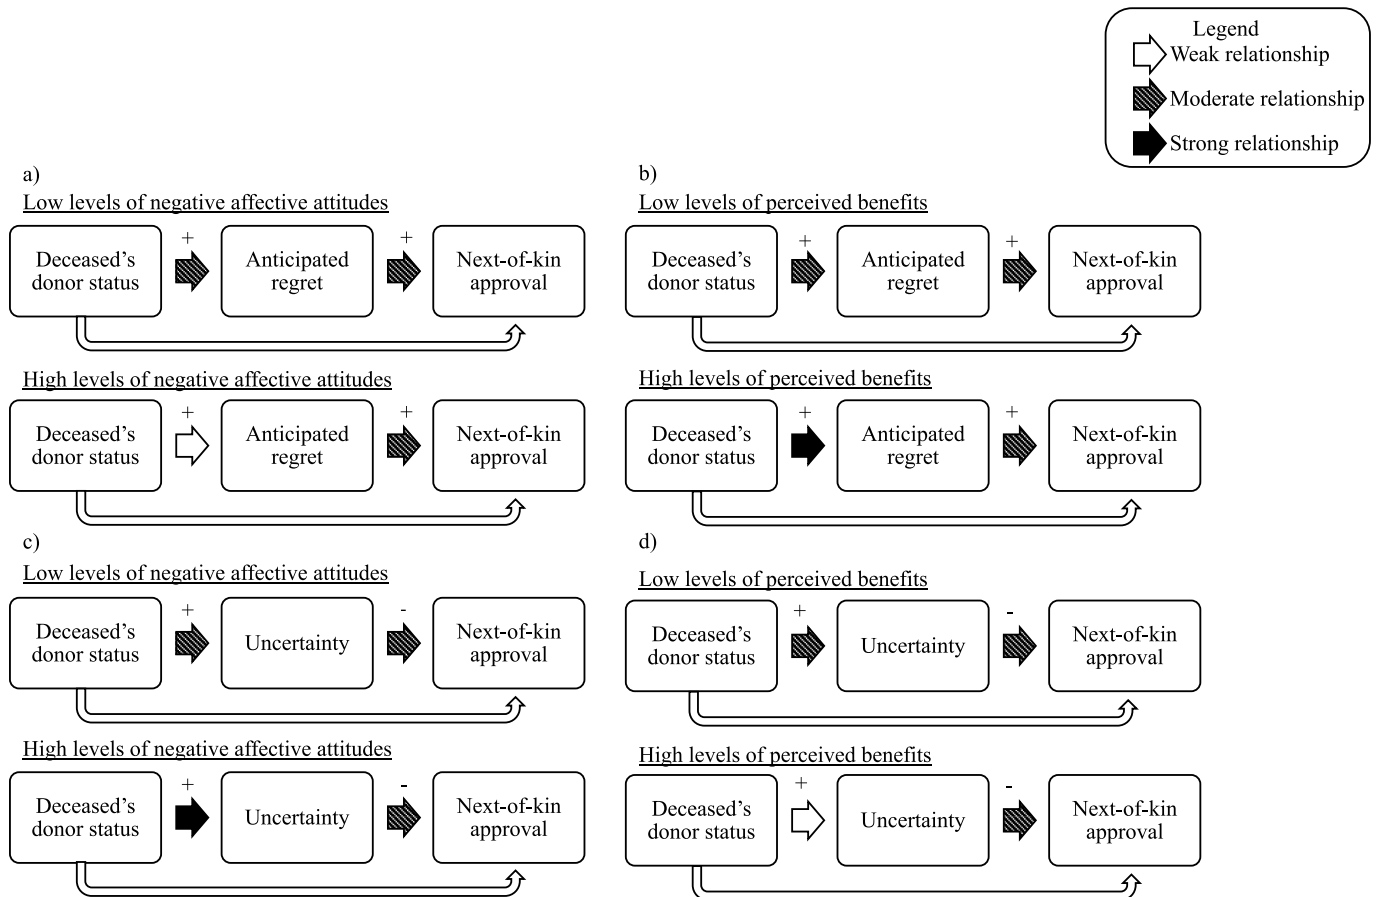 Legend
Weak relationship
Moderate relationship
Strong relationship
a)
Low levels of negative affective attitudes
Deceased's
donor status
+
Anticipated
regret
+
Next-of-kin
approval
High levels of negative affective attitudes
Deceased's
donor status
+
Anticipated
regret
+
Next-of-kin
approval
b)
Low levels of perceived benefits
Deceased's
donor status
+
Anticipated
regret
+
Next-of-kin
approval
High levels of perceived benefits
Deceased's
donor status
+
Anticipated
regret
+
Next-of-kin
approval
c)
Low levels of negative affective attitudes
Deceased's
donor status
+
Uncertainty
-
Next-of-kin
approval
High levels of negative affective attitudes
Deceased's
donor status
+
Uncertainty
-
Next-of-kin
approval
d)
Low levels of perceived benefits
Deceased's
donor status
+
Uncertainty
-
Next-of-kin
approval
High levels of perceived benefits
Deceased's
donor status
+
Uncertainty
-
Next-of-kin
approval